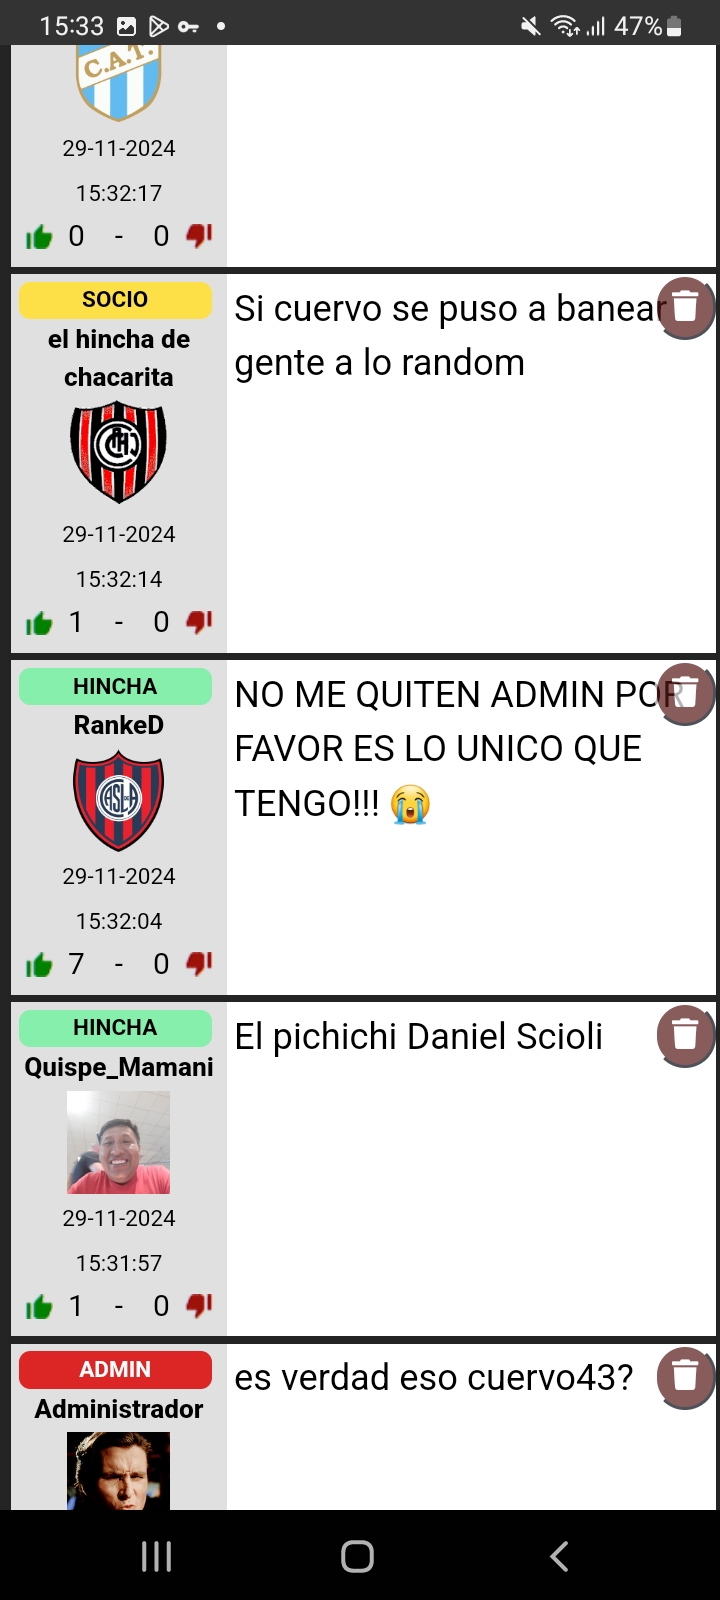 15:33
47%
C.A.T.
29-11-2024
15:32:17
0 - 0
SOCIO
el hincha de
chacarita
29-11-2024
15:32:14
1 - 0
Si cuervo se puso a banear
gente a lo random
HINCHA
RankeD
CASLA
29-11-2024
15:32:04
7 - 0
NO ME QUITEN ADMIN POR
FAVOR ES LO UNICO QUE
TENGO!!! 😭
HINCHA
Quispe_Mamani
29-11-2024
15:31:57
1 - 0
El pichichi Daniel Scioli
ADMIN
Administrador
es verdad eso cuervo43?